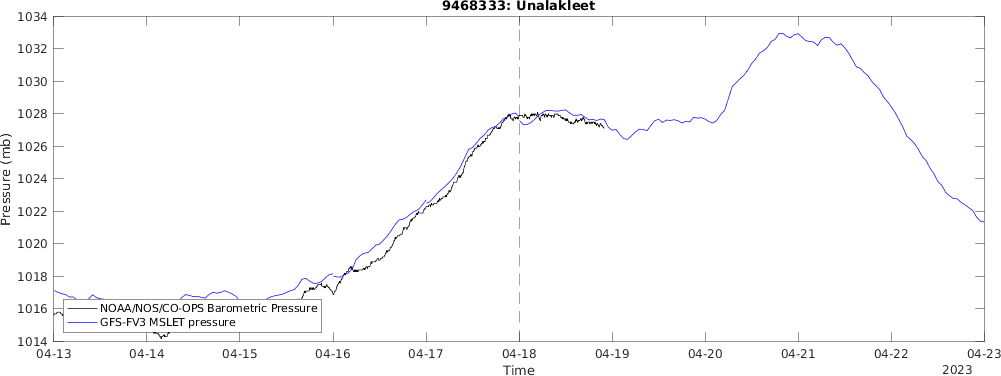 9468333: Unalakleet
1034
1032
1030
1028
1026
1024
1022
1020
1018
1016
1014
Pressure (mb)
NOAA/NOS/CO-OPS Barometric Pressure
GFS-FV3 MSLET pressure
04-13 04-14 04-15 04-16 04-17 04-18 04-19 04-20 04-21 04-22 04-23
Time
2023